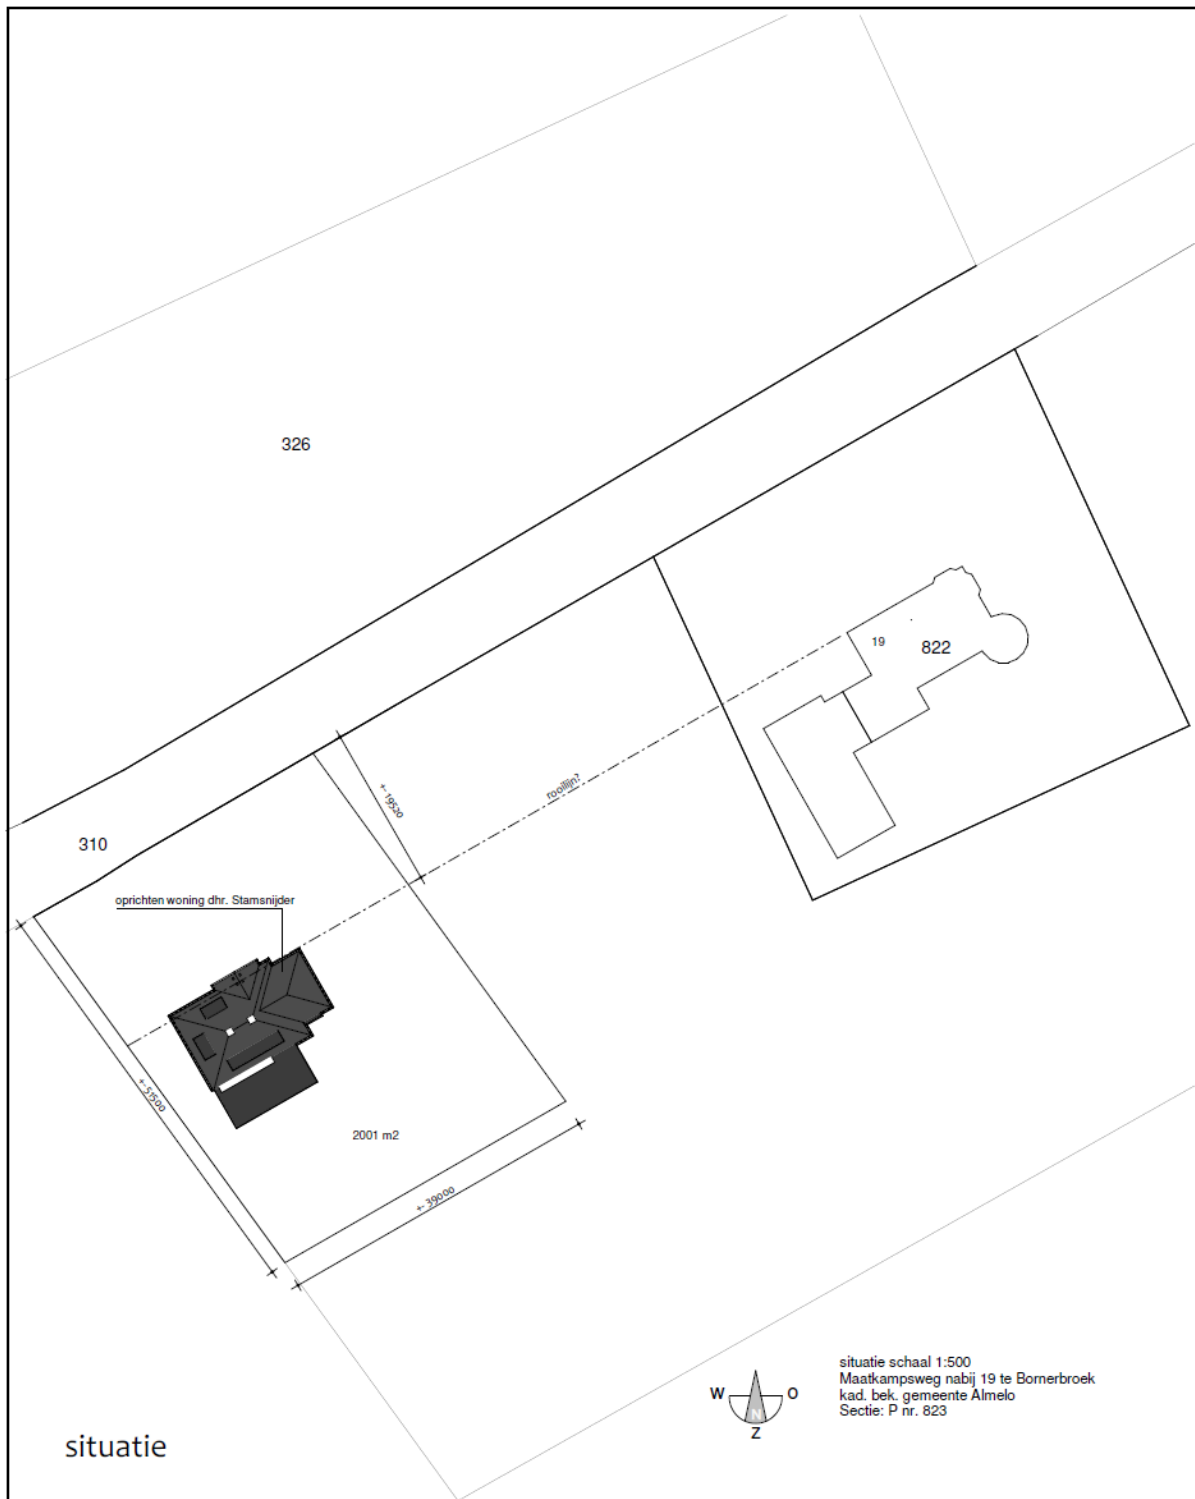 326
19
822
+- 19520
rooilijn?
310
oprichten woning dhr. Stamsnijder
+- 51500
2001 m2
+- 39000
situatie schaal 1:500
Maatkampsweg nabij 19 te Bornerbroek
kad. bek. gemeente Almelo
Sectie: P nr. 823
W O
N
Z
situatie